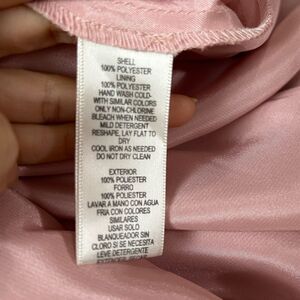 SHELL
100% POLYESTER
LINING
100% POLYESTER
HAND WASH COLD-
WITH SIMILAR COLORS
ONLY NON-CHLORINE
BLEACH WHEN NEEDED
MILD DETERGENT
RESHAPE, LAY FLAT TO
DRY
COOL IRON AS NEEDED
DO NOT DRY CLEAN
EXTERIOR
100% POLIESTER
FORRO
100% POLIESTER
LAVAR A MANO CON AGUA
FRIA CON COLORES
SIMILARES
USAR SOLO
BLANQUEADOR SIN
CLORO SI SE NECESITA
LEVE DETERGENTE